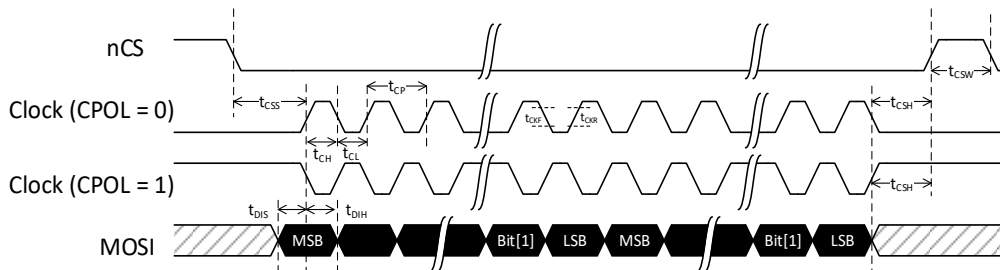 nCS
tCSW
tCP
tCSS
tCSH
Clock (CPOL = 0)
tCKF
tCKR
tCH
tCL
Clock (CPOL = 1)
tCSH
tDIS
tDIH
MOSI
MSB
Bit[1]
LSB
MSB
Bit[1]
LSB